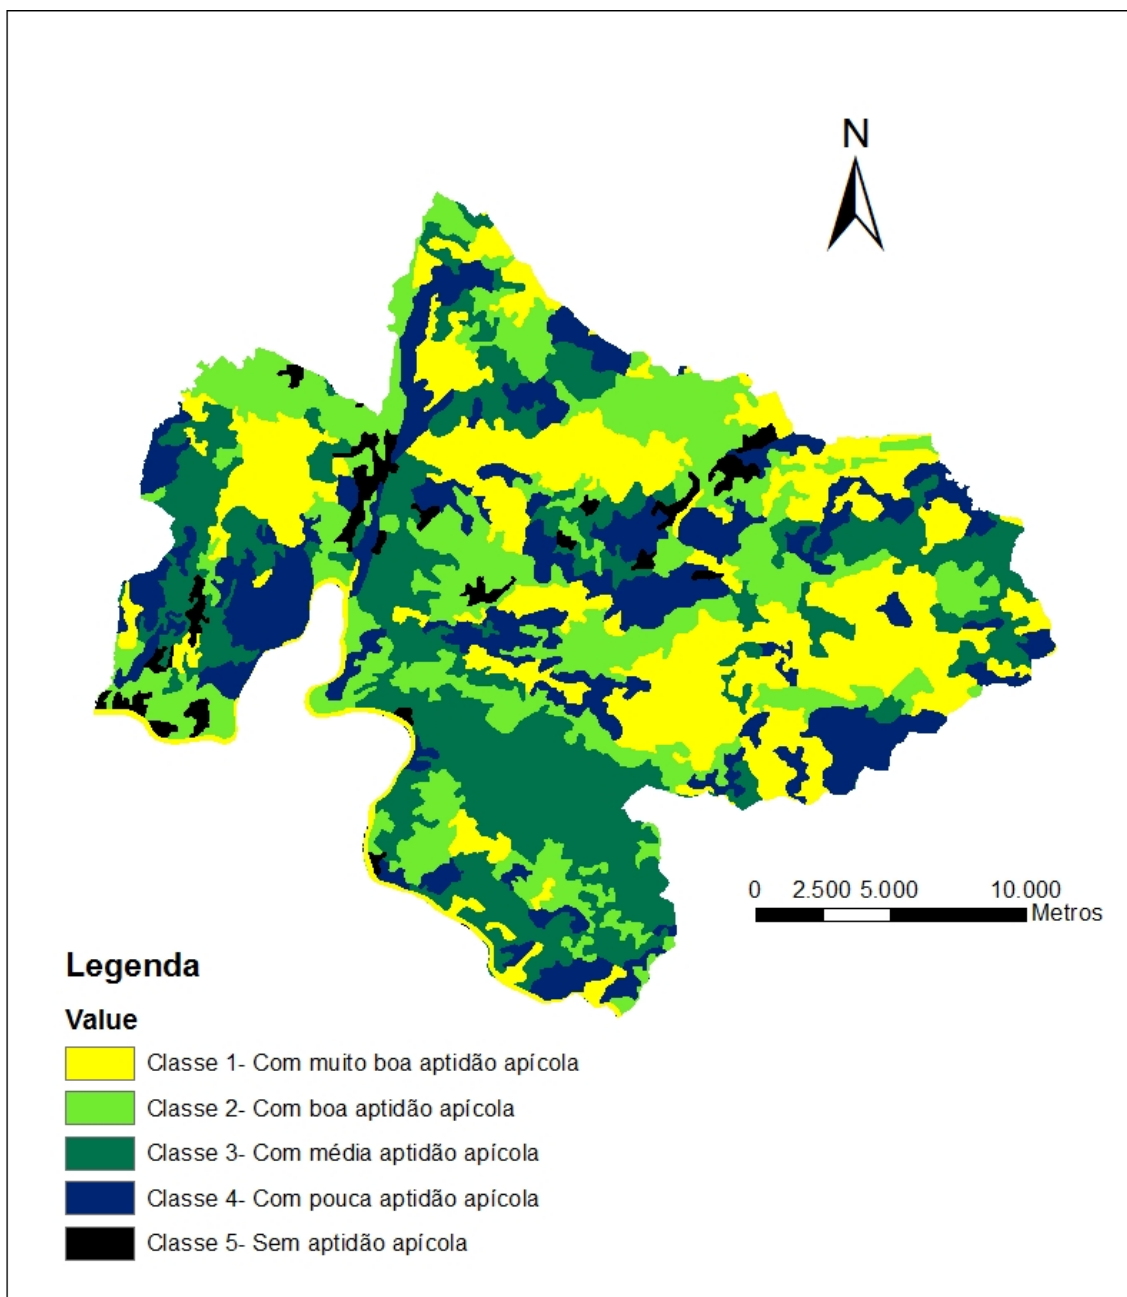 N
0 2.500 5.000 10.000
Metros
Legenda
Value
Classe 1- Com muito boa aptidão apícola
Classe 2- Com boa aptidão apícola
Classe 3- Com média aptidão apícola
Classe 4- Com pouca aptidão apícola
Classe 5- Sem aptidão apícola